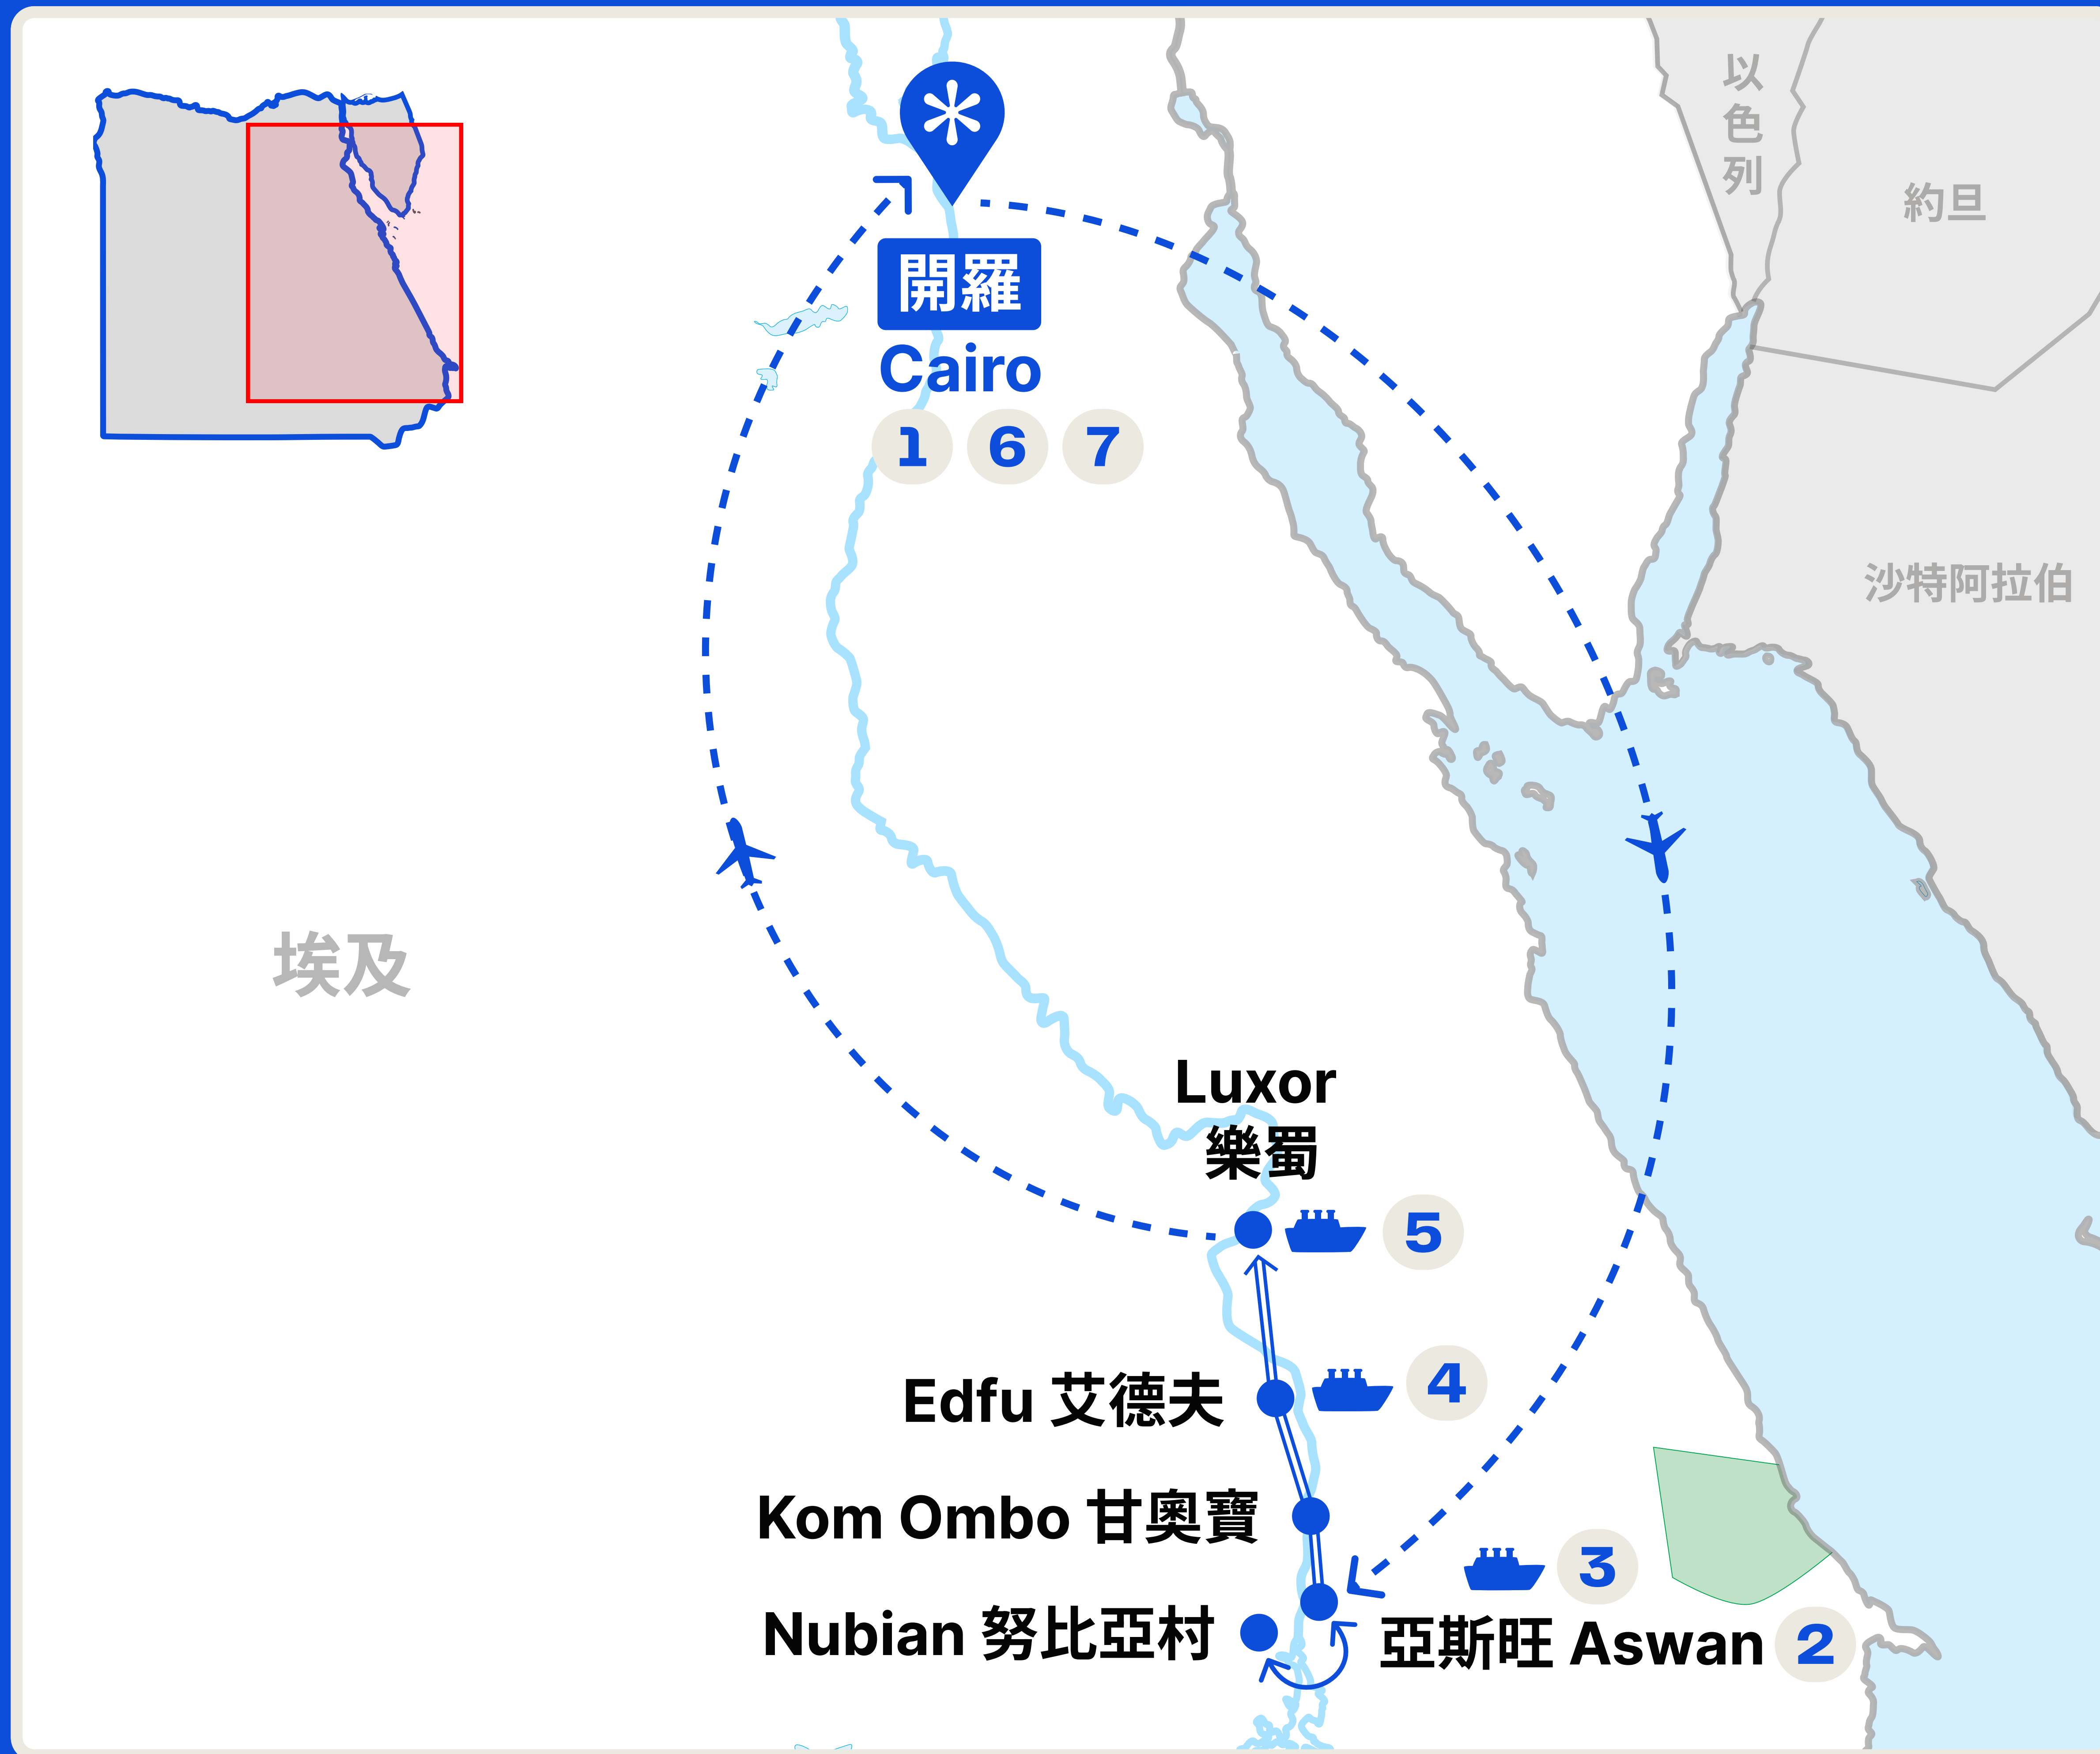 以色列
約旦
開羅
Cairo
1 6 7
沙特阿拉伯
埃及
Luxor
樂蜀
5
Edfu 艾德夫
4
Kom Ombo 甘奧寶
3
Nubian 努比亞村
亞斯旺 Aswan 2